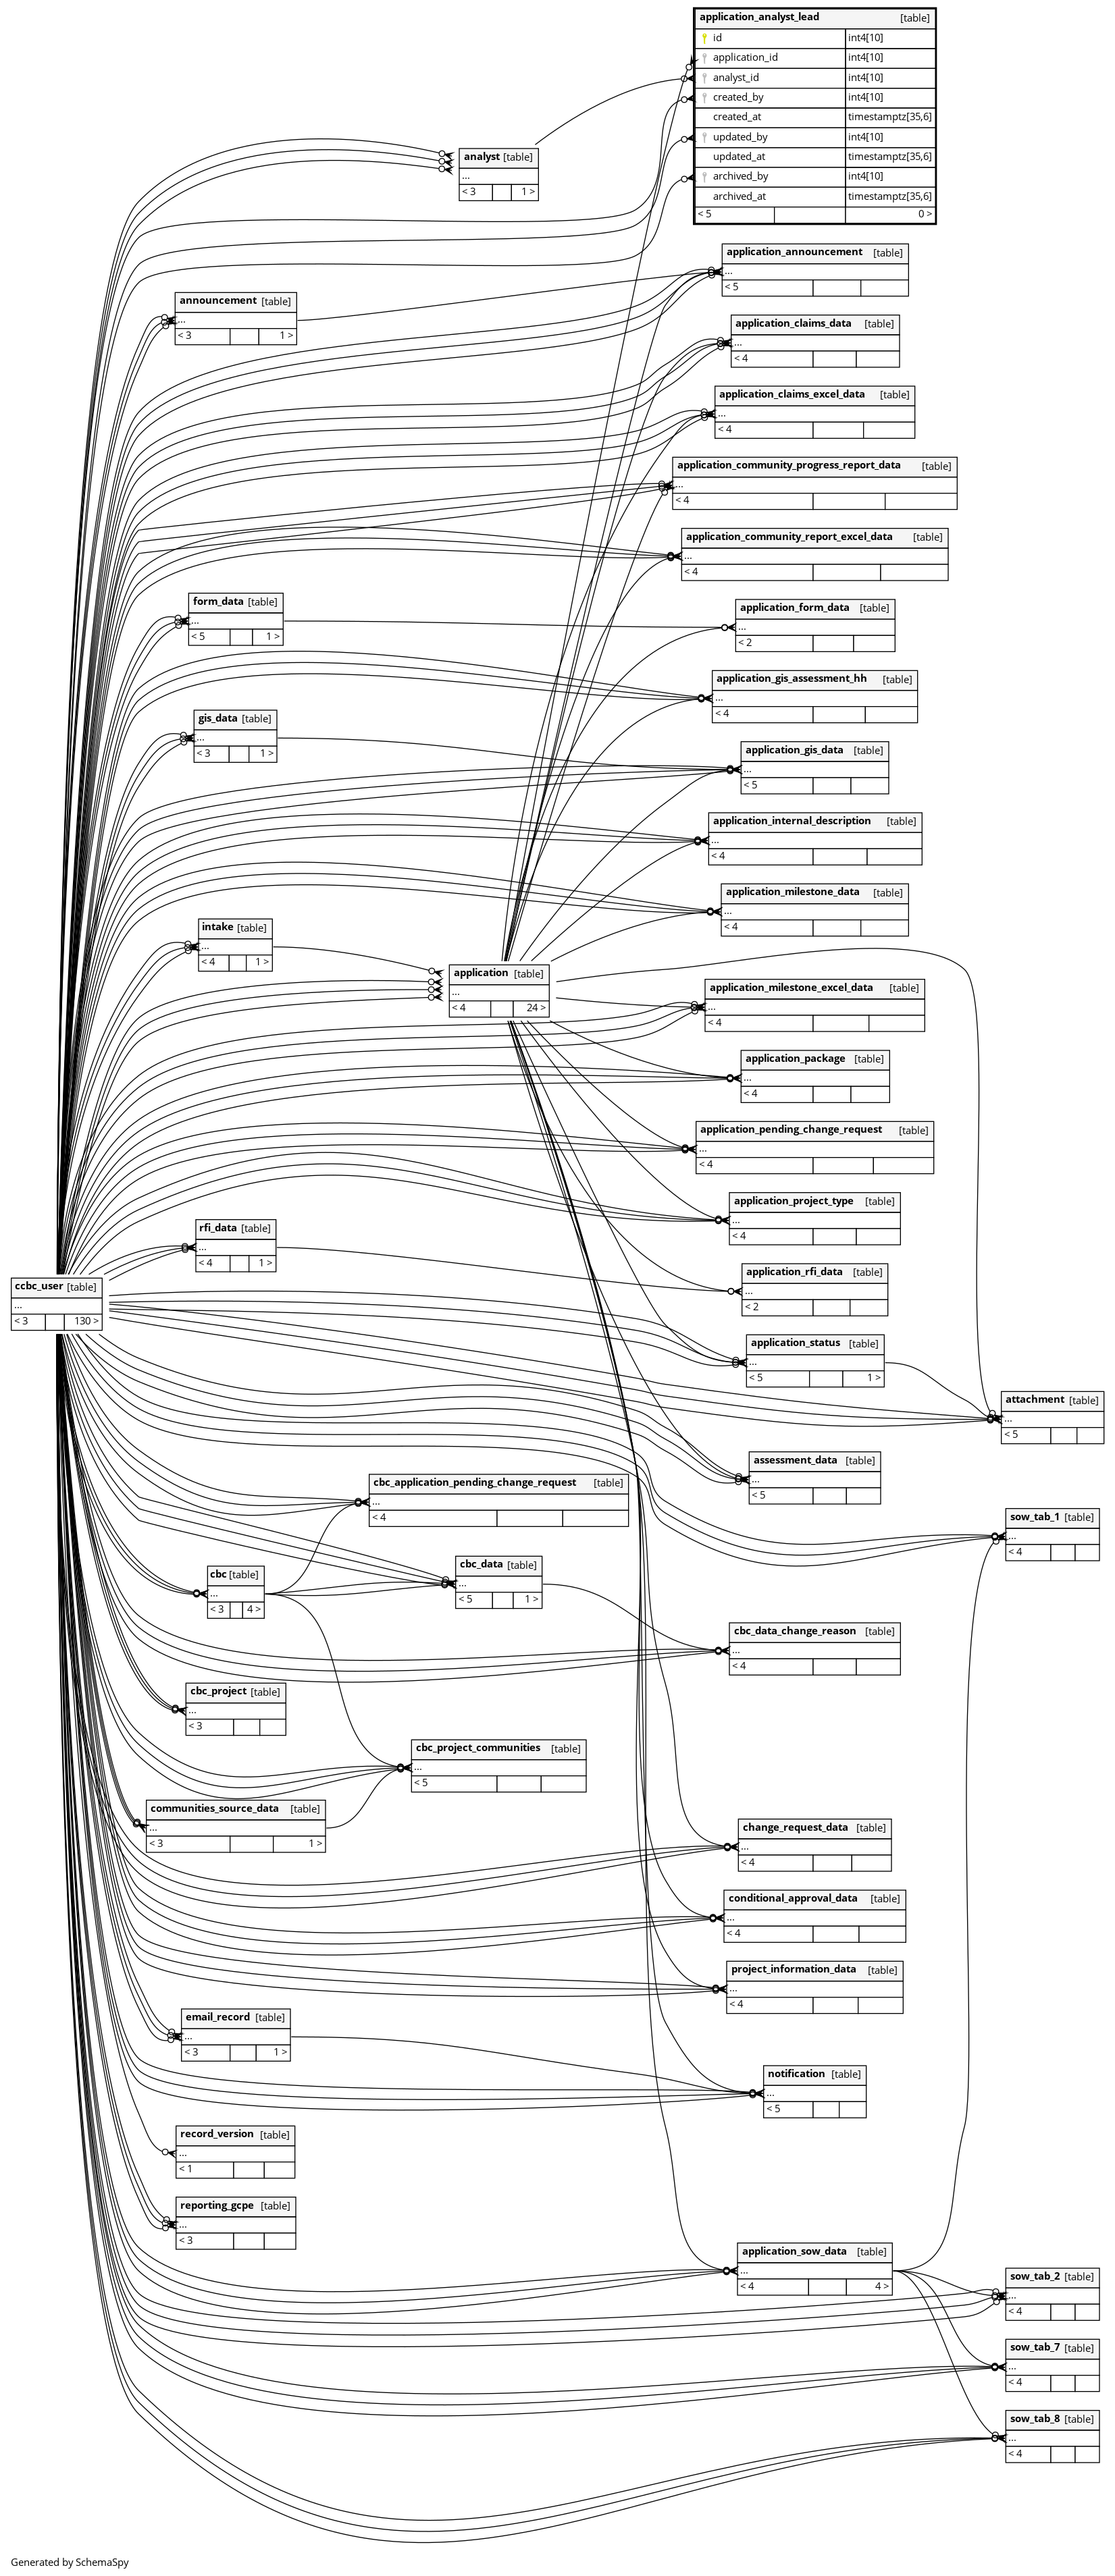 application_analyst_lead [table]
id int4[10]
application_id int4[10]
analyst_id int4[10]
created_by int4[10]
created_at timestamptz[35,6]
updated_by int4[10]
updated_at timestamptz[35,6]
archived_by int4[10]
archived_at timestamptz[35,6]
< 5 0 >
analyst [table]
...
< 3 1 >
application_announcement [table]
...
< 5
announcement [table]
...
< 3 1 >
application_claims_data [table]
...
< 4
application_claims_excel_data [table]
...
< 4
application_community_progress_report_data [table]
...
< 4
application_community_report_excel_data [table]
...
< 4
form_data [table]
...
< 5 1 >
application_form_data [table]
...
< 2
application_gis_assessment_hh [table]
...
< 4
gis_data [table]
...
< 3 1 >
application_gis_data [table]
...
< 5
application_internal_description [table]
...
< 4
application_milestone_data [table]
...
< 4
intake [table]
...
< 4 1 >
application [table]
...
< 4 24 >
application_milestone_excel_data [table]
...
< 4
application_package [table]
...
< 4
application_pending_change_request [table]
...
< 4
application_project_type [table]
...
< 4
rfi_data [table]
...
< 4 1 >
application_rfi_data [table]
...
< 2
ccbc_user [table]
...
< 3 130 >
application_status [table]
...
< 5 1 >
attachment [table]
...
< 5
assessment_data [table]
...
< 5
cbc_application_pending_change_request [table]
...
< 4
sow_tab_1 [table]
...
< 4
cbc [table]
...
< 3 4 >
cbc_data [table]
...
< 5 1 >
cbc_data_change_reason [table]
...
< 4
cbc_project [table]
...
< 3
cbc_project_communities [table]
...
< 5
communities_source_data [table]
...
< 3 1 >
change_request_data [table]
...
< 4
conditional_approval_data [table]
...
< 4
project_information_data [table]
...
< 4
email_record [table]
...
< 3 1 >
notification [table]
...
< 5
record_version [table]
...
< 1
reporting_gcpe [table]
...
< 3
application_sow_data [table]
...
< 4 4 >
sow_tab_2 [table]
...
< 4
sow_tab_7 [table]
...
< 4
sow_tab_8 [table]
...
< 4
Generated by SchemaSpy